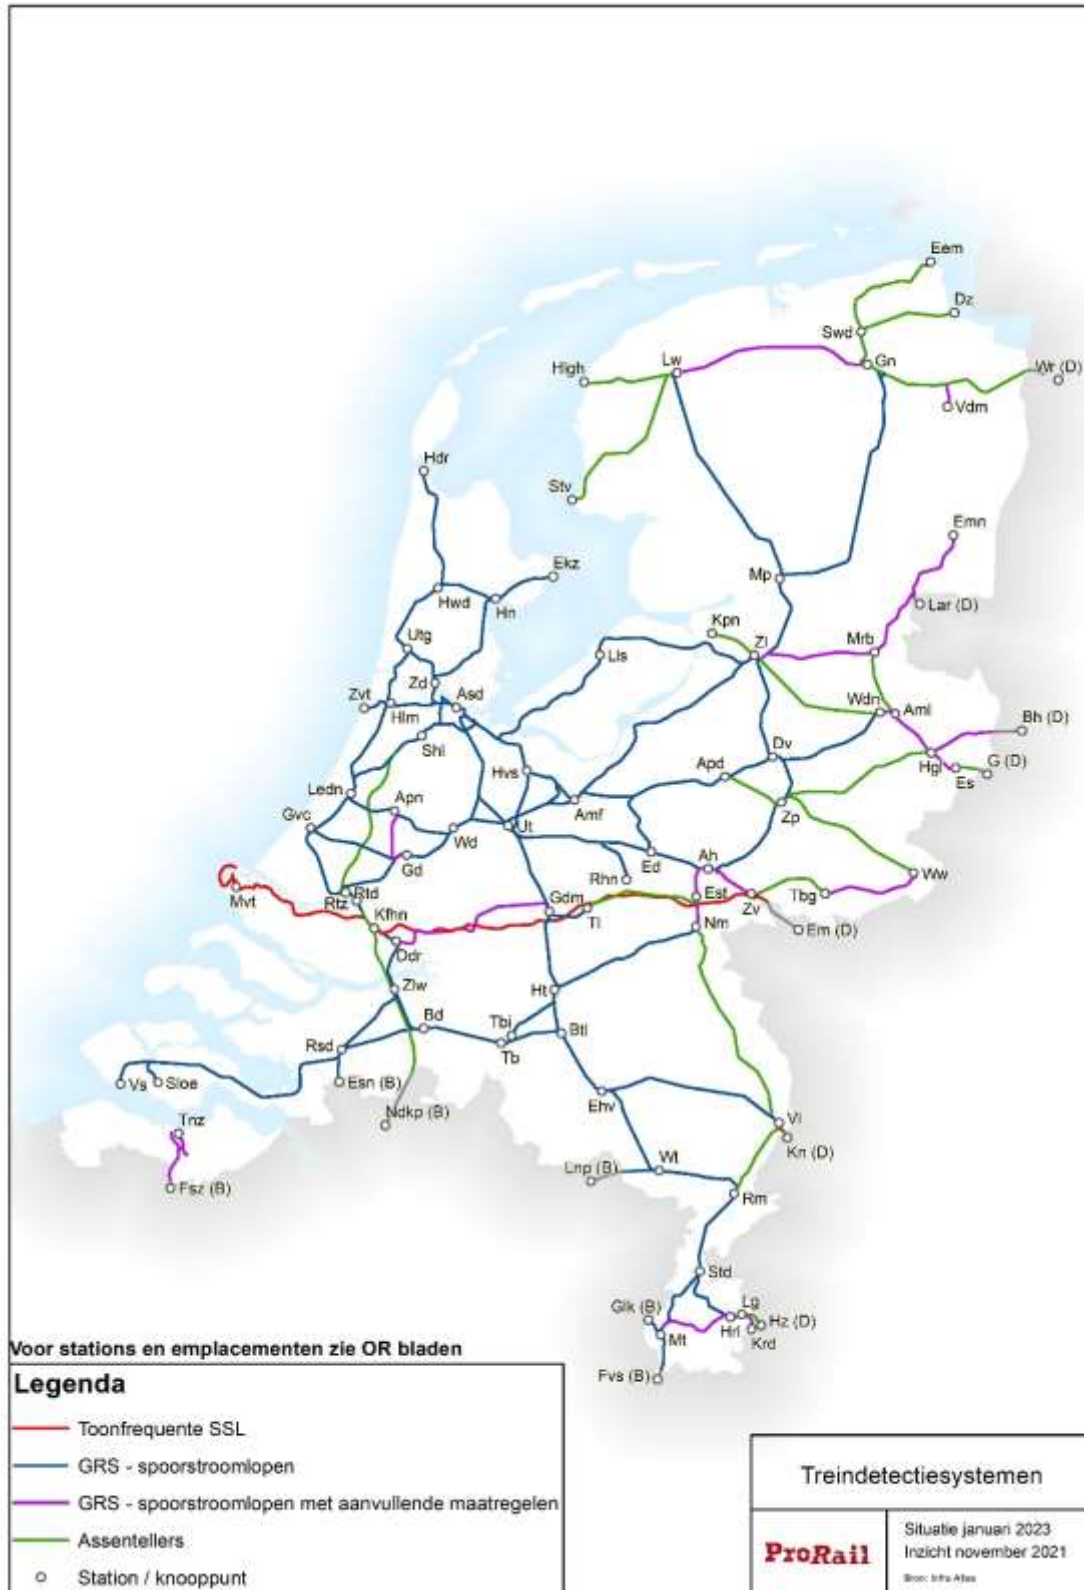 Eem
Dz
Swd
Gn
Lw
Wr (D)
Vdm
Stv
Hdr
Emn
Ekz
Mp
Hwd
Hn
Lar (D)
Kpn
Utg
Zl
Mrb
Lls
Zd
Zvt
Asd
Wdn
Aml
Hlm
Bh (D)
Shl
Dv
Hgl
G (D)
Hvs
Apd
Es
Ledn
Apn
Gvc
Amf
Zp
Ut
Wd
Gd
Ed
Ah
Rhn
Ww
Mvt
Rtd
Rtz
Est
Tbg
Gdm
Tl
Zv
Kfhn
Nm
Em (D)
Ddr
Zlw
Ht
Bd
Tbi
Btl
Tb
Rsd
Vs
Sloe
Esn (B)
Ehv
Ndkp (B)
Tnz
Vl
Kn (D)
Lnp (B)
Wt
Fsz (B)
Rm
Std
Glk (B)
Lg
Hz (D)
Mt
Hrl
Krd
Fvs (B)
Voor stations en emplacementen zie OR bladen
Legenda
Toonfrequente SSL
GRS - spoorstroomlopen
GRS - spoorstroomlopen met aanvullende maatregelen
Assentellers
Station / knooppunt
Treindetectiesystemen
ProRail
Situatie januari 2023
Inzicht november 2021
Bron: Infra Atlas